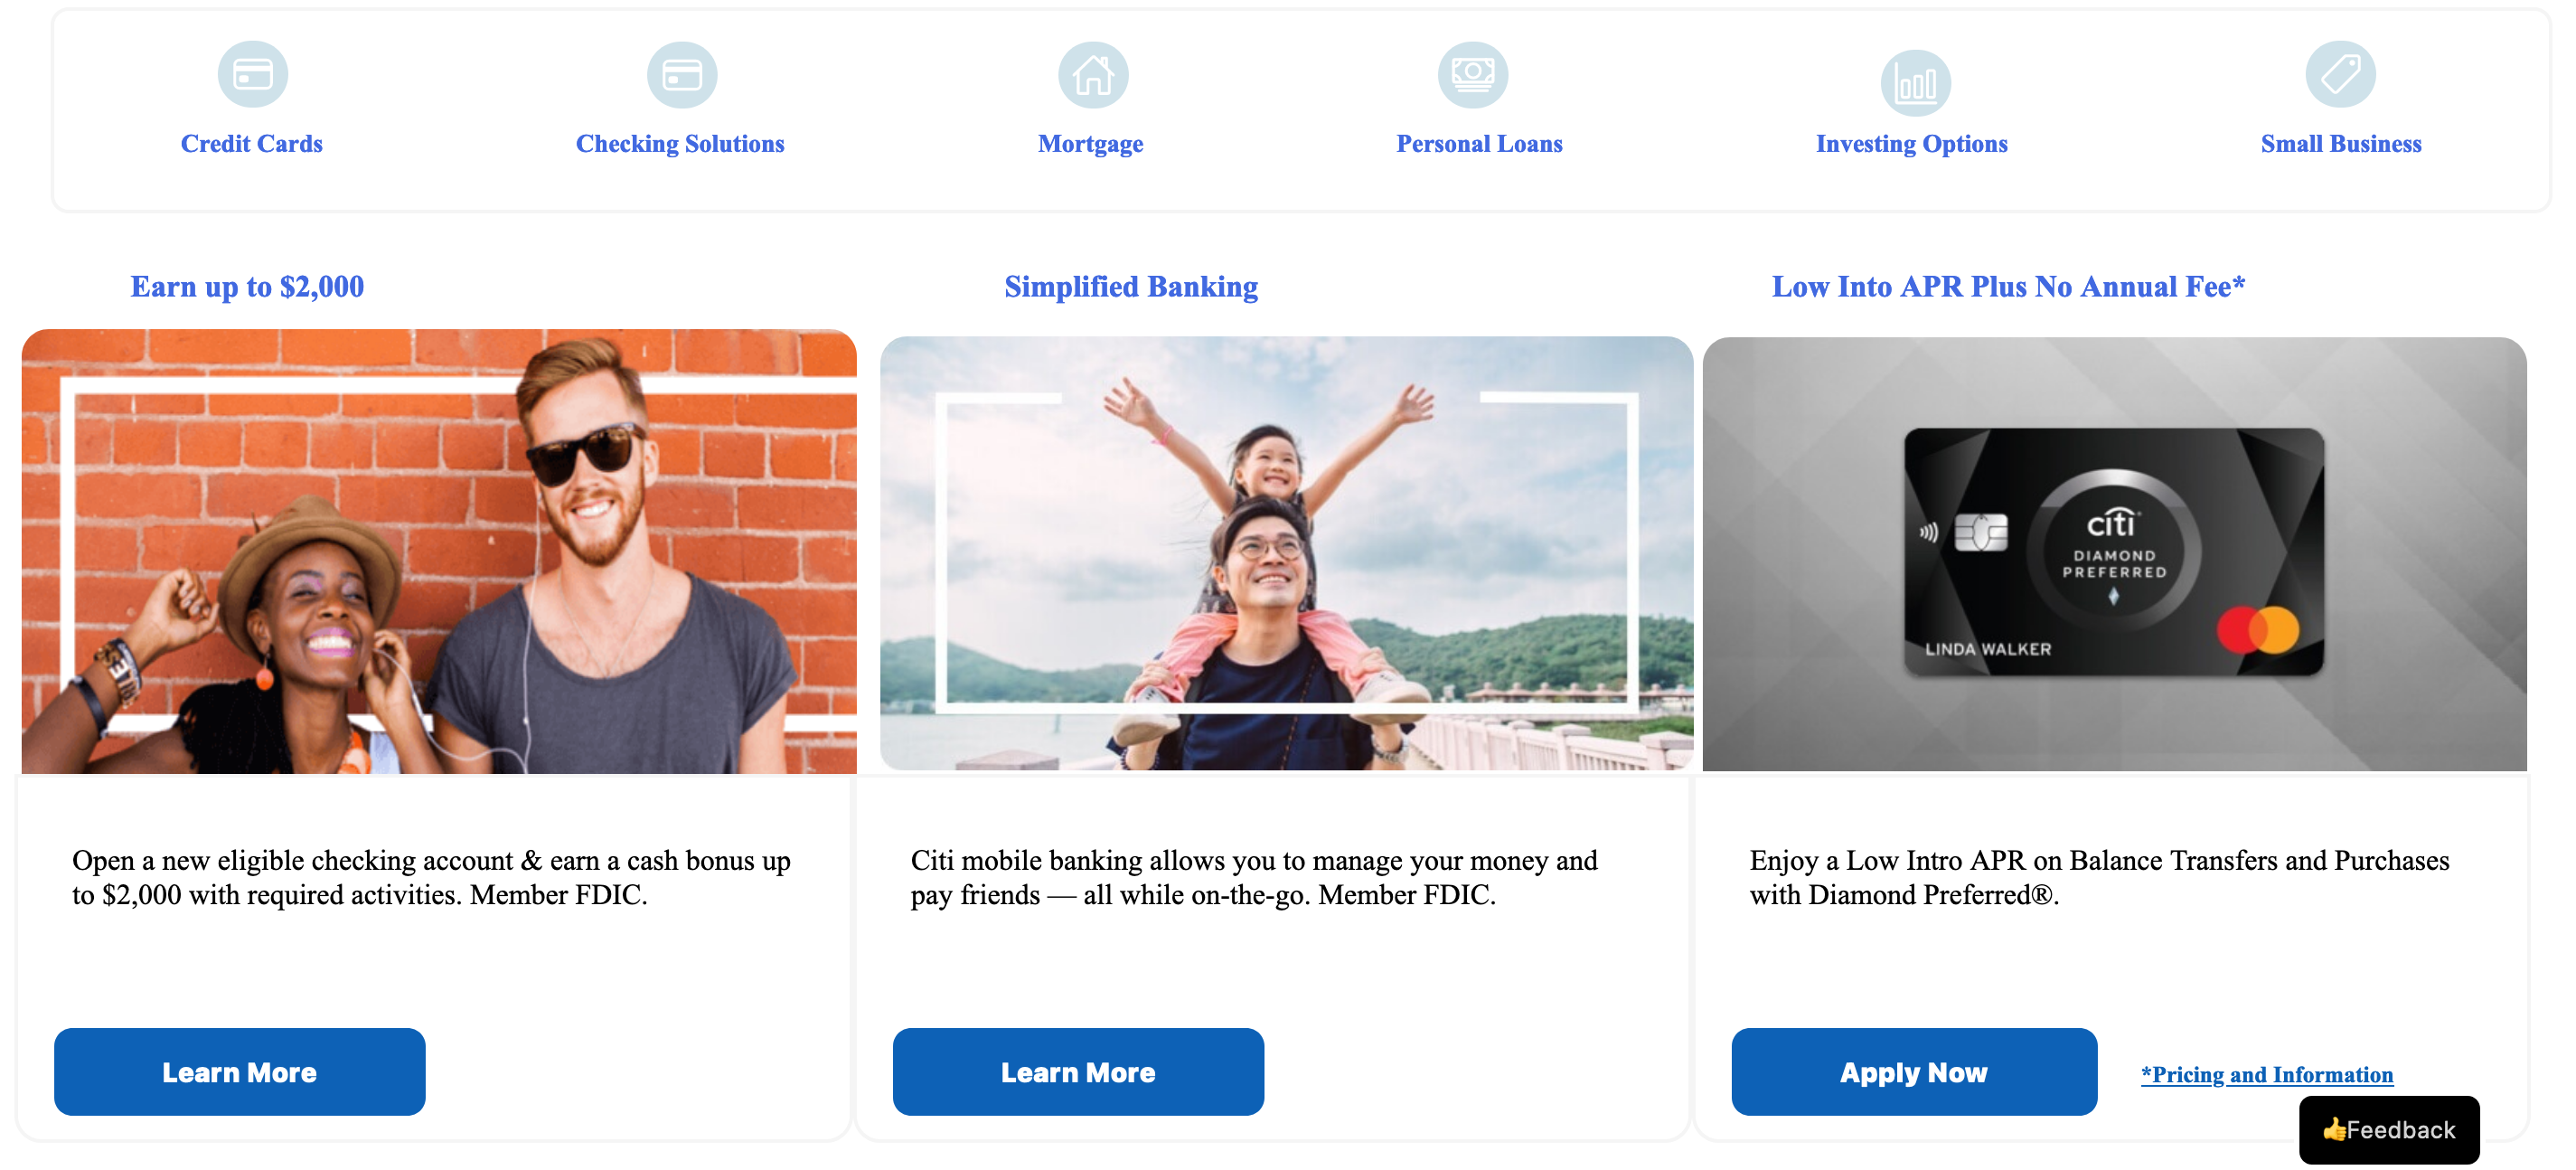 Credit Cards
Checking Solutions
Mortgage
Personal Loans
Investing Options
Small Business
Earn up to $2,000
Simplified Banking
Low Into APR Plus No Annual Fee*
citi
DIAMOND
PREFERRED
LINDA WALKER
Open a new eligible checking account & earn a cash bonus up
to $2,000 with required activities. Member FDIC.
Citi mobile banking allows you to manage your money and
pay friends — all while on-the-go. Member FDIC.
Enjoy a Low Intro APR on Balance Transfers and Purchases
with Diamond Preferred®.
Learn More
Learn More
Apply Now
*Pricing and Information
👍Feedback